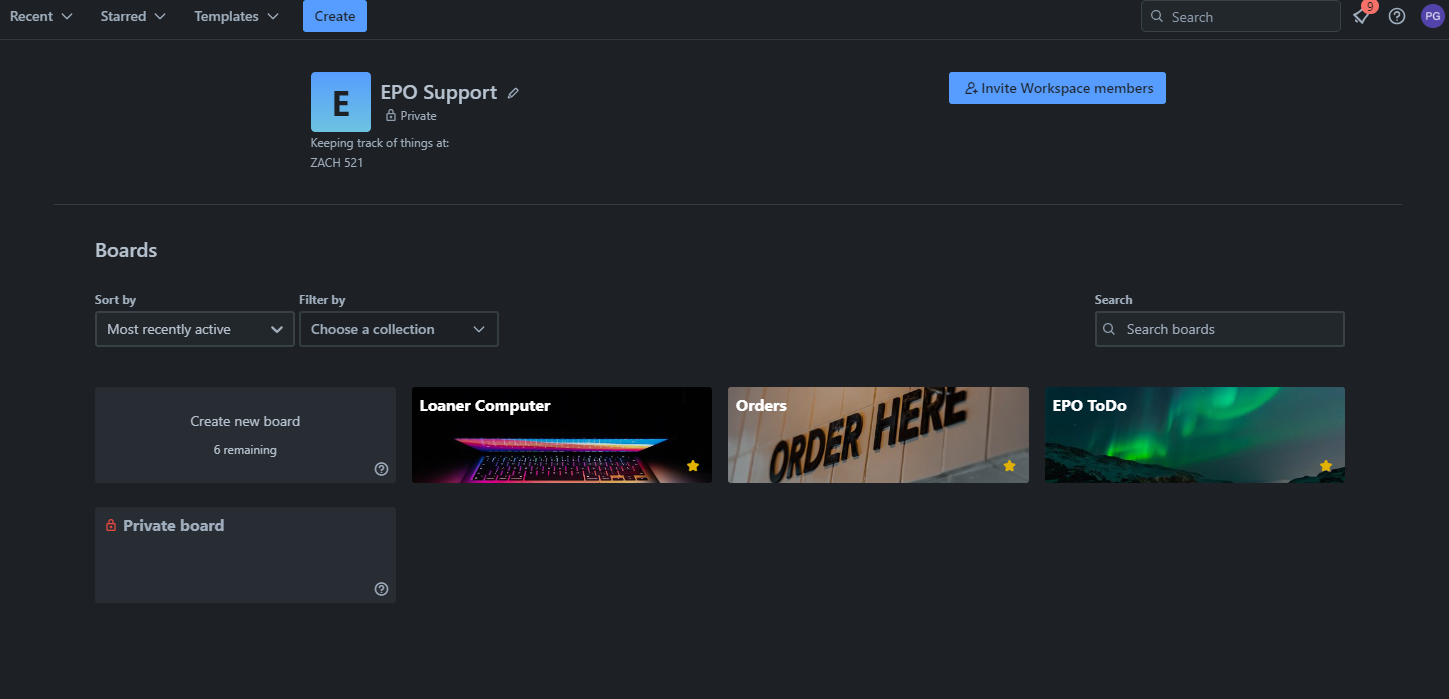 Recent Starred Templates Create Search 9 PG
E EPO Support Invite Workspace members
Private
Keeping track of things at:
ZACH 521
Boards
Sort by Filter by Search
Most recently active Choose a collection Search boards
Create new board
6 remaining
Loaner Computer
Orders
ORDER HERE
EPO ToDo
Private board